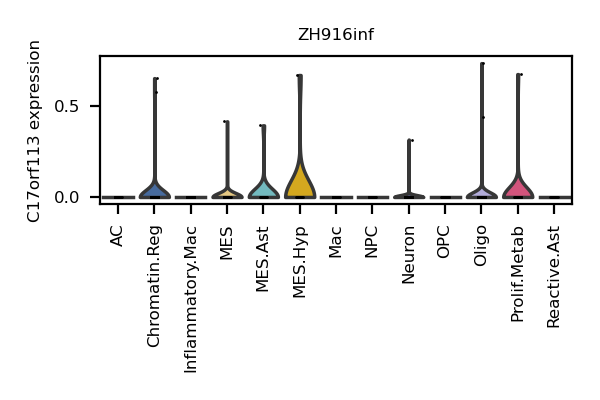 ZH916inf
C17orf113 expression
0.5
0.0
AC
Chromatin.Reg
Inflammatory.Mac
MES
MES.Ast
MES.Hyp
Mac
NPC
Neuron
OPC
Oligo
Prolif.Metab
Reactive.Ast